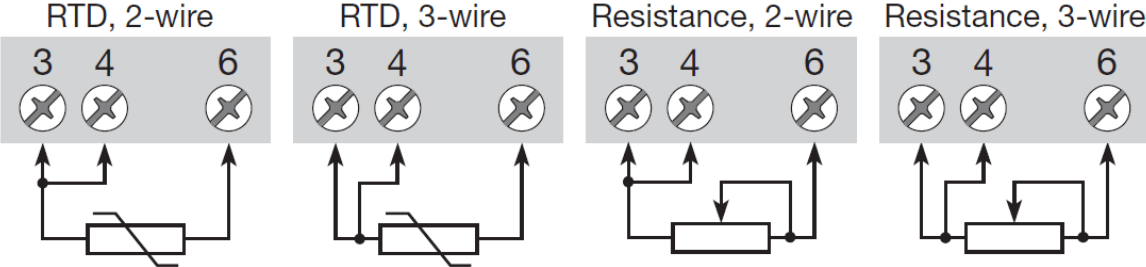 RTD, 2-wire
RTD, 3-wire
Resistance, 2-wire
Resistance, 3-wire
3 4 6
3 4 6
3 4 6
3 4 6